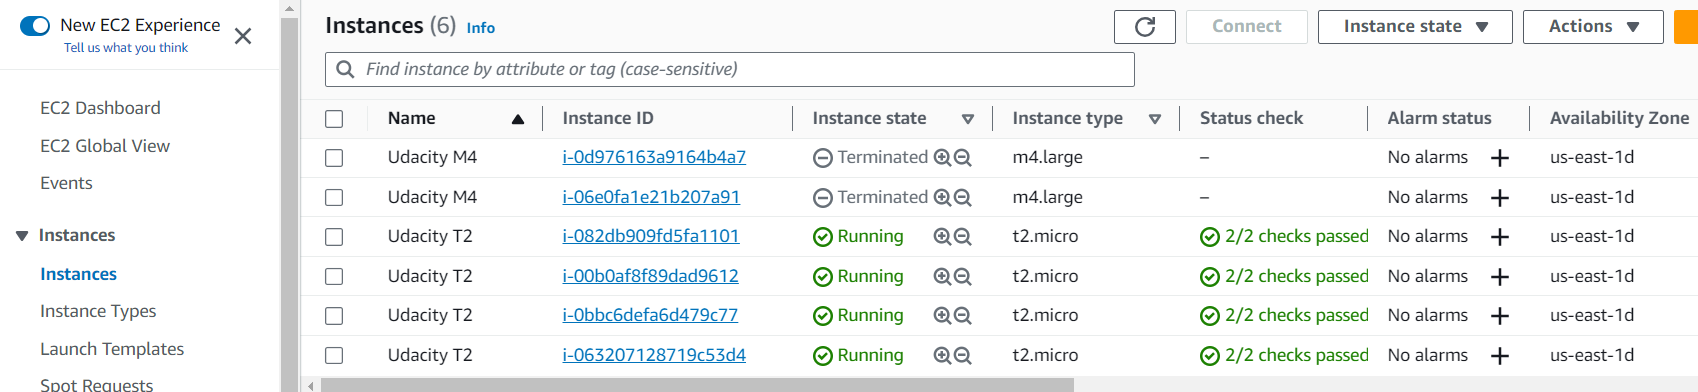 New EC2 Experience
Tell us what you think
EC2 Dashboard
EC2 Global View
Events
Instances
Instances
Instance Types
Launch Templates
Spot Requests
Instances (6) Info
Connect Instance state Actions
Find instance by attribute or tag (case-sensitive)
Name Instance ID Instance state Instance type Status check Alarm status Availability Zone
Udacity M4 i-0d976163a9164b4a7 Terminated m4.large – No alarms us-east-1d
Udacity M4 i-06e0fa1e21b207a91 Terminated m4.large – No alarms us-east-1d
Udacity T2 i-082db909fd5fa1101 Running t2.micro 2/2 checks passed No alarms us-east-1d
Udacity T2 i-00b0af8f89dad9612 Running t2.micro 2/2 checks passed No alarms us-east-1d
Udacity T2 i-0bbc6defa6d479c77 Running t2.micro 2/2 checks passed No alarms us-east-1d
Udacity T2 i-063207128719c53d4 Running t2.micro 2/2 checks passed No alarms us-east-1d